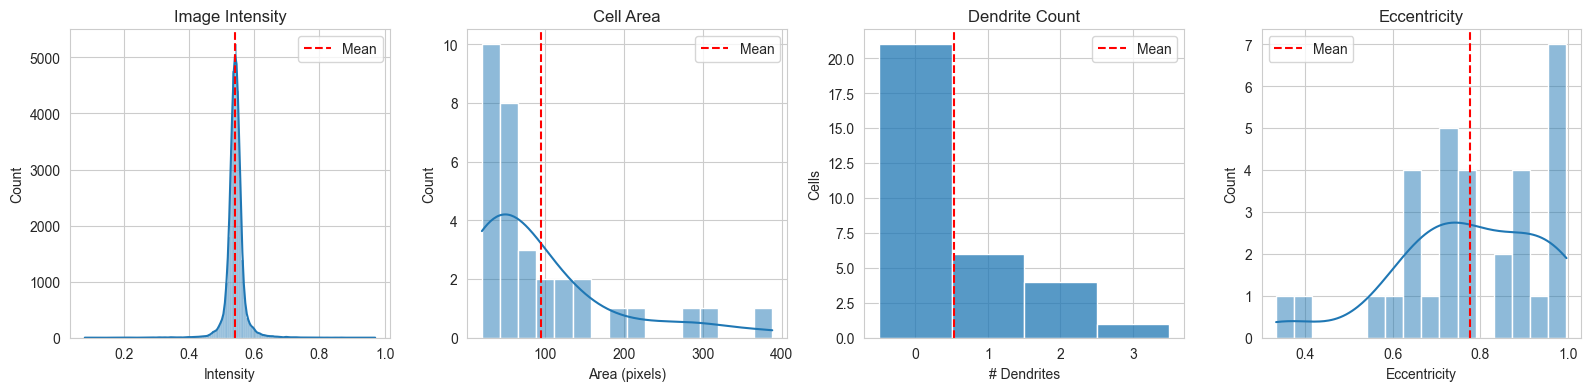 Image Intensity
Mean
5000
4000
3000
2000
1000
0
Count
0.2
0.4
0.6
0.8
1.0
Intensity
Cell Area
Mean
10
8
6
4
2
0
Count
100
200
300
400
Area (pixels)
Dendrite Count
Mean
20.0
17.5
15.0
12.5
10.0
7.5
5.0
2.5
0.0
Cells
0
1
2
3
# Dendrites
Eccentricity
Mean
7
6
5
4
3
2
1
0
Count
0.4
0.6
0.8
1.0
Eccentricity